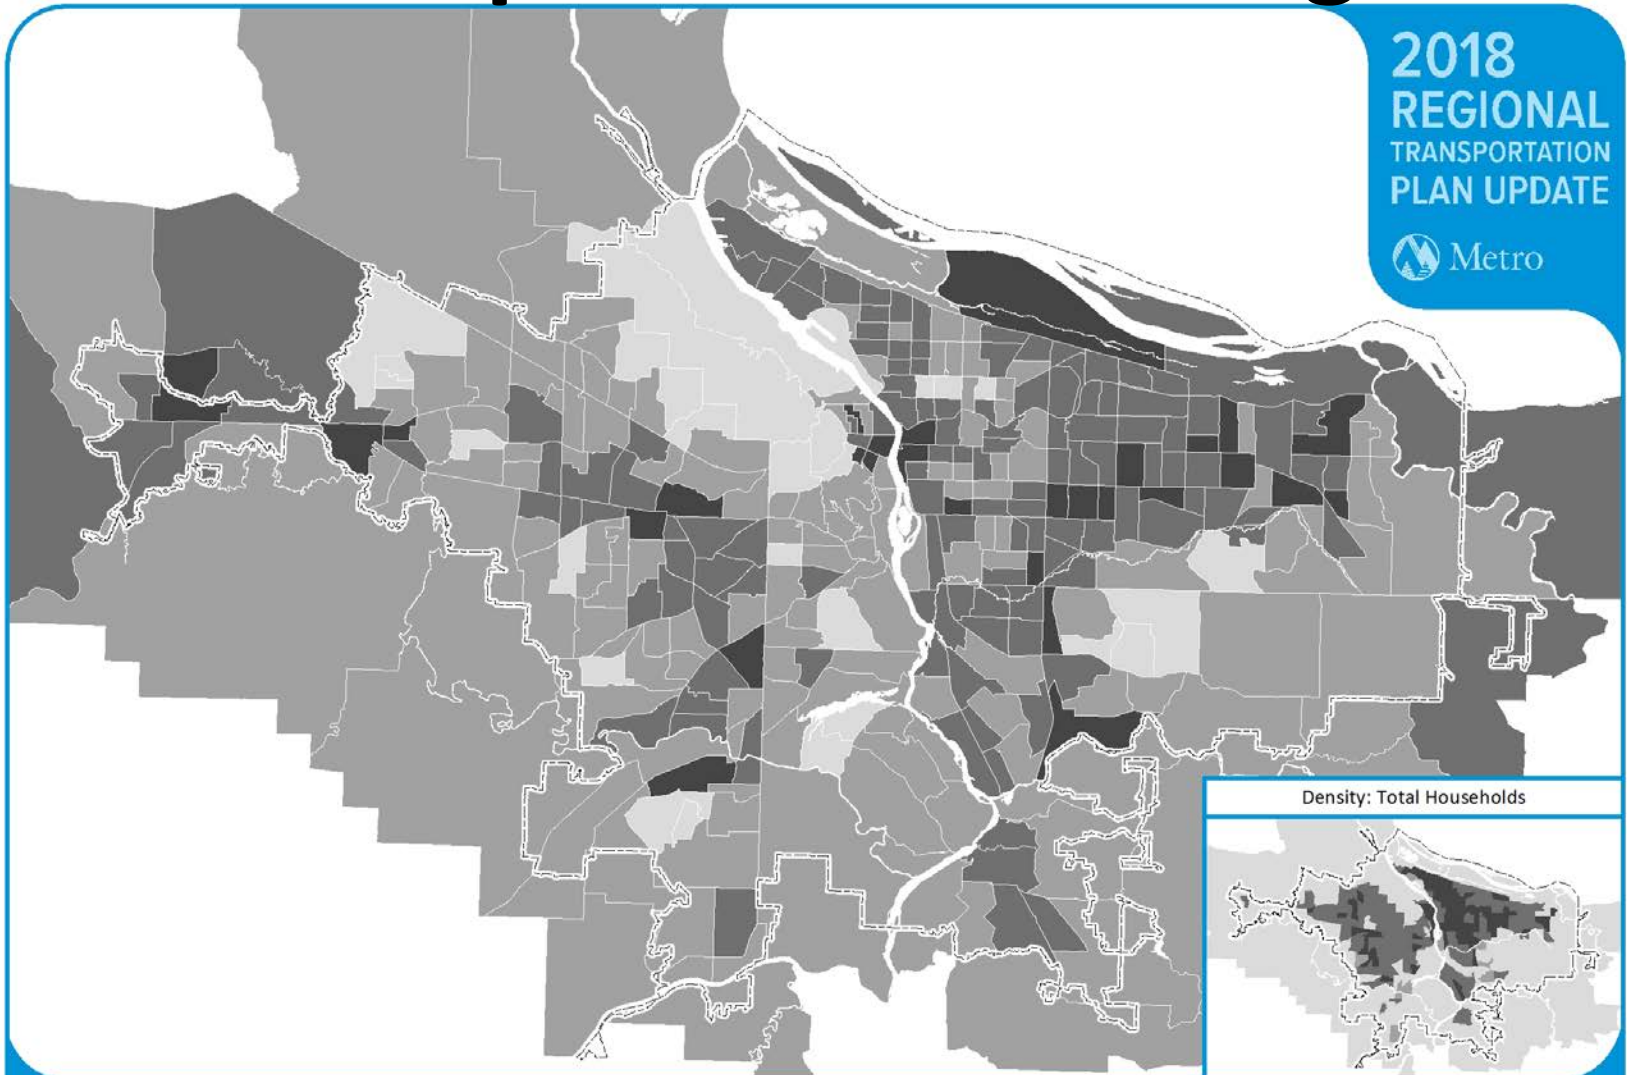 2018
REGIONAL
TRANSPORTATION
PLAN UPDATE
Metro
Density: Total Households